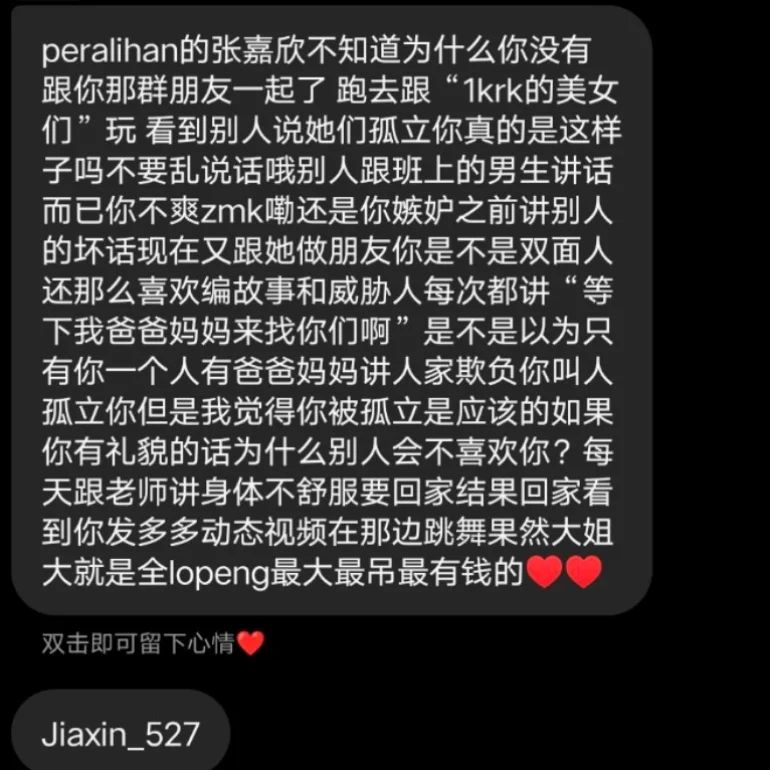 peralihan的张嘉欣不知道为什么你没有
跟你那群朋友一起了 跑去跟“1krk的美女
们”玩 看到别人说她们孤立你真的是这样
子吗不要乱说话哦别人跟班上的男生讲话
而已你不爽zmk嘞还是你嫉妒之前讲别人
的坏话现在又跟她做朋友你是不是双面人
还那么喜欢编故事和威胁人每次都讲“等
下我爸爸妈妈来找你们啊”是不是以为只
有你一个人有爸爸妈妈讲人家欺负你叫人
孤立你但是我觉得你被孤立是应该的如果
你有礼貌的话为什么别人会不喜欢你？每
天跟老师讲身体不舒服要回家结果回家看
到你发多多动态视频在那边跳舞果然大姐
大就是全lopeng最大最吊最有钱的♥️♥️
双击即可留下心情❤️
Jiaxin_527